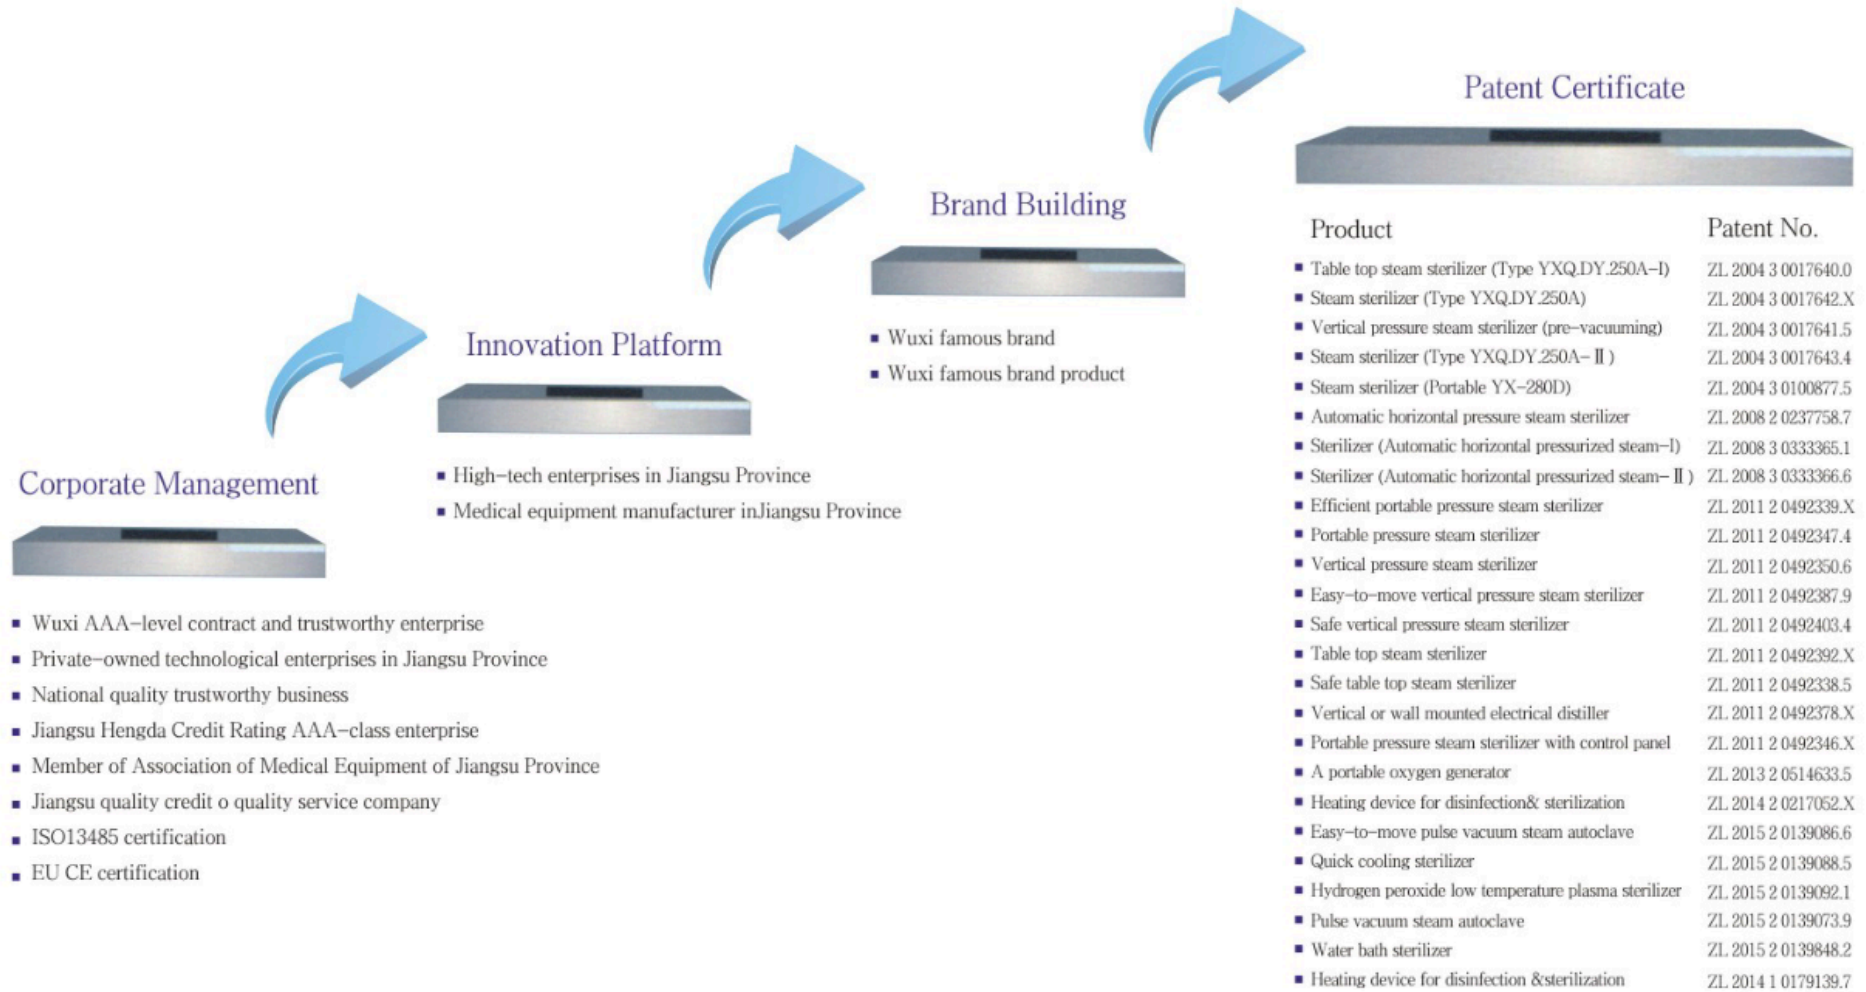 Corporate Management
Wuxi AAA-level contract and trustworthy enterprise
Private-owned technological enterprises in Jiangsu Province
National quality trustworthy business
Jiangsu Hengda Credit Rating AAA-class enterprise
Member of Association of Medical Equipment of Jiangsu Province
Jiangsu quality credit o quality service company
ISO13485 certification
EU CE certification
Innovation Platform
High-tech enterprises in Jiangsu Province
Medical equipment manufacturer inJiangsu Province
Brand Building
Wuxi famous brand
Wuxi famous brand product
Patent Certificate
Product Patent No.
Table top steam sterilizer (Type YXQ.DY.250A-I) ZL 2004 3 0017640.0
Steam sterilizer (Type YXQ.DY.250A) ZL 2004 3 0017642.X
Vertical pressure steam sterilizer (pre-vacuuming) ZL 2004 3 0017641.5
Steam sterilizer (Type YXQ.DY.250A-Ⅱ) ZL 2004 3 0017643.4
Steam sterilizer (Portable YX-280D) ZL 2004 3 0100877.5
Automatic horizontal pressure steam sterilizer ZL 2008 2 0237758.7
Sterilizer (Automatic horizontal pressurized steam-I) ZL 2008 3 0333365.1
Sterilizer (Automatic horizontal pressurized steam-Ⅱ) ZL 2008 3 0333366.6
Efficient portable pressure steam sterilizer ZL 2011 2 0492339.X
Portable pressure steam sterilizer ZL 2011 2 0492347.4
Vertical pressure steam sterilizer ZL 2011 2 0492350.6
Easy-to-move vertical pressure steam sterilizer ZL 2011 2 0492387.9
Safe vertical pressure steam sterilizer ZL 2011 2 0492403.4
Table top steam sterilizer ZL 2011 2 0492392.X
Safe table top steam sterilizer ZL 2011 2 0492338.5
Vertical or wall mounted electrical distiller ZL 2011 2 0492378.X
Portable pressure steam sterilizer with control panel ZL 2011 2 0492346.X
A portable oxygen generator ZL 2013 2 0514633.5
Heating device for disinfection& sterilization ZL 2014 2 0217052.X
Easy-to-move pulse vacuum steam autoclave ZL 2015 2 0139086.6
Quick cooling sterilizer ZL 2015 2 0139088.5
Hydrogen peroxide low temperature plasma sterilizer ZL 2015 2 0139092.1
Pulse vacuum steam autoclave ZL 2015 2 0139073.9
Water bath sterilizer ZL 2015 2 0139848.2
Heating device for disinfection &sterilization ZL 2014 1 0179139.7